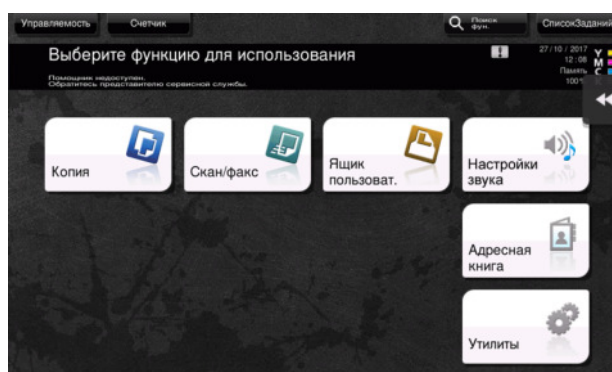 Управляемость
Счетчик
Поиск
фун.
СписокЗаданий
Выберите функцию для использования
Помощник недоступен.
Обратитесь представителю сервисной службы.
27/10/2017
12:08
Память
100%
Y
M
C
Копия
Скан/факс
Ящик
пользоват.
Настройки
звука
Адресная
книга
Утилиты